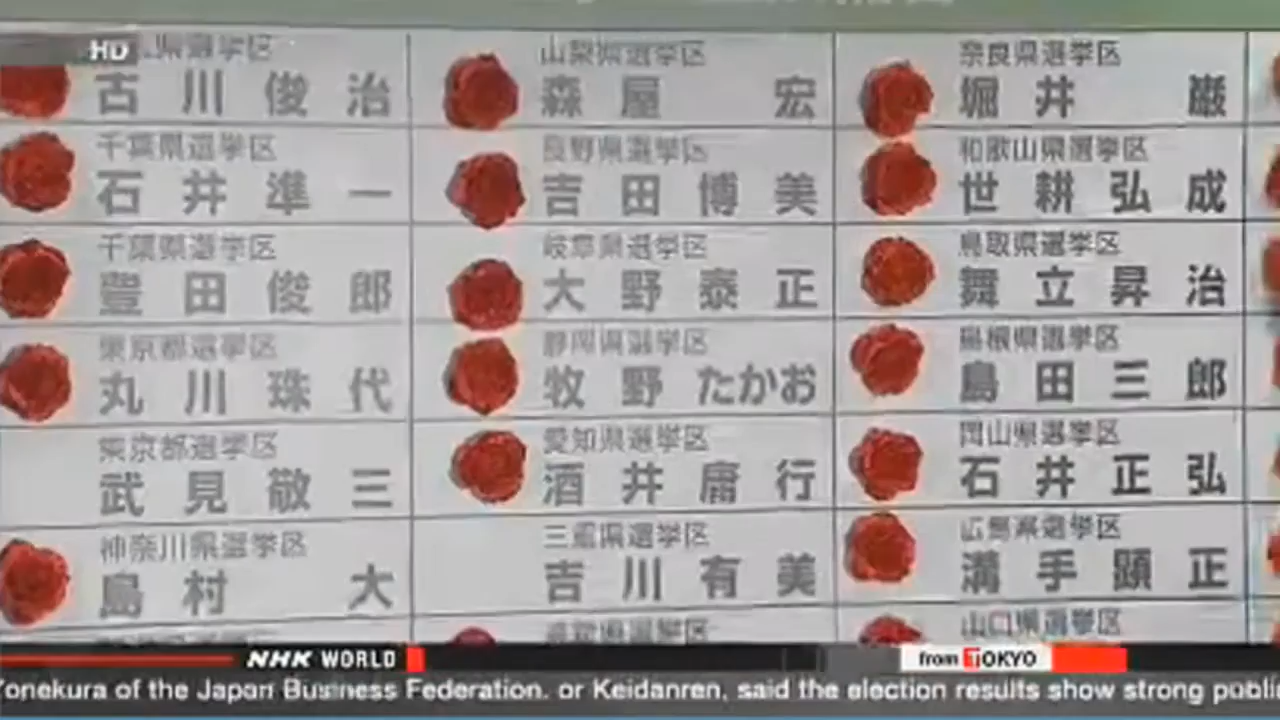 HD
県選挙区
古川俊治
千葉県選挙区
石井準一
千葉県選挙区
豊田俊郎
東京都選挙区
丸川珠代
東京都選挙区
武見敬三
神奈川県選挙区
島村 大
山梨県選挙区
森屋 宏
長野県選挙区
吉田博美
岐阜県選挙区
大野泰正
静岡県選挙区
牧野たかお
愛知県選挙区
酒井庸行
三重県選挙区
吉川有美
奈良県選挙区
堀井 巌
和歌山県選挙区
世耕弘成
鳥取県選挙区
舞立昇治
島根県選挙区
島田三郎
岡山県選挙区
石井正弘
広島県選挙区
溝手顕正
山口県選挙区
NHK WORLD
from TOKYO
Yonekura of the Japan Business Federation, or Keidanren, said the election results show strong public